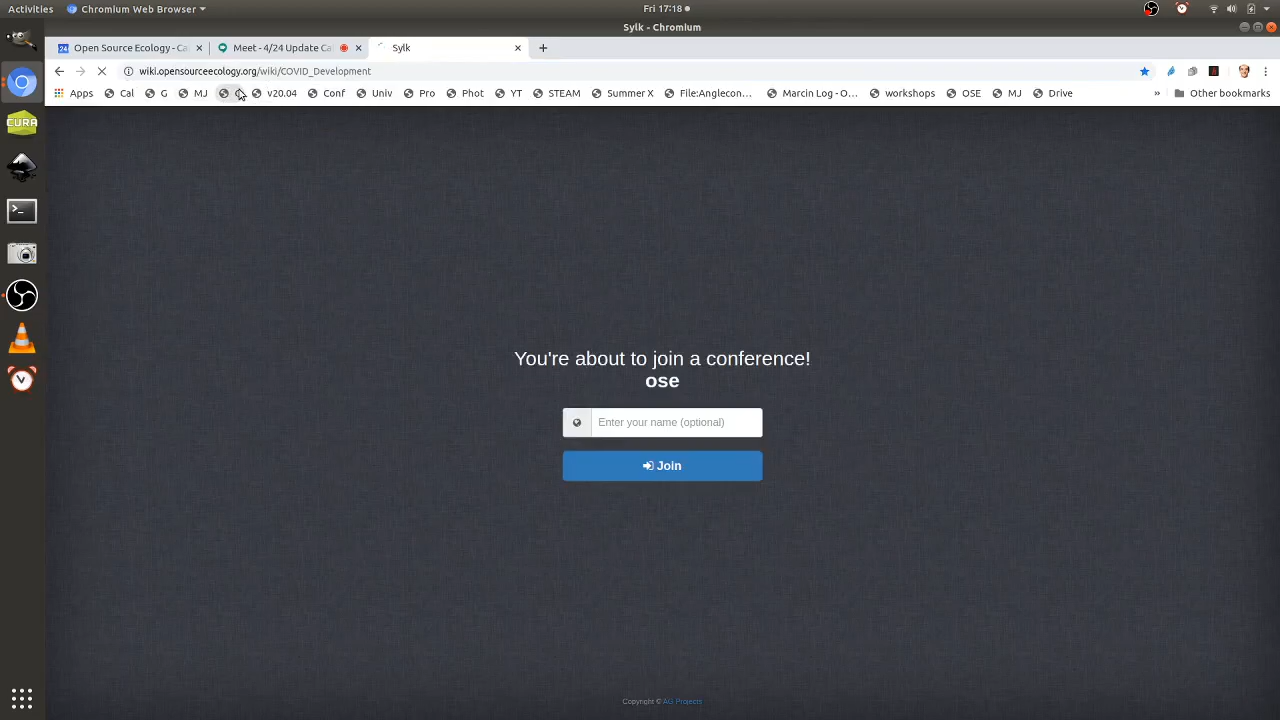 Activities Chromium Web Browser Fri 17:18
Sylk - Chromium
Open Source Ecology - Ca Meet - 4/24 Update Ca Sylk
wiki.opensourceecology.org/wiki/COVID_Development
Apps Cal G MJ v20.04 Conf Univ Pro Phot YT STEAM Summer X File:Anglecon... Marcin Log - O... workshops OSE MJ Drive » Other bookmarks
CURA
You're about to join a conference!
ose
Enter your name (optional)
Join
Copyright © AG Projects